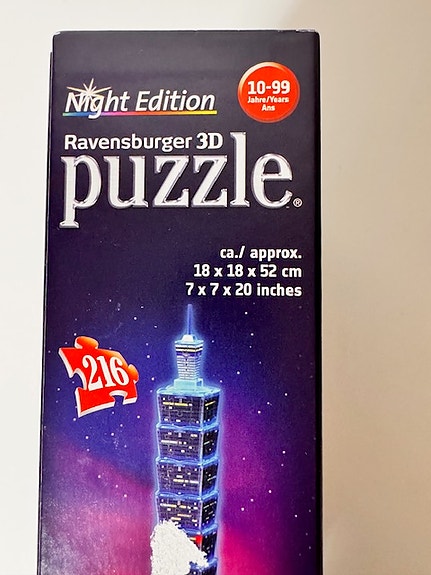 Night Edition
10-99
Jahre/Years
Ans
Ravensburger 3D
puzzle®
ca./ approx.
18 x 18 x 52 cm
7 x 7 x 20 inches
216